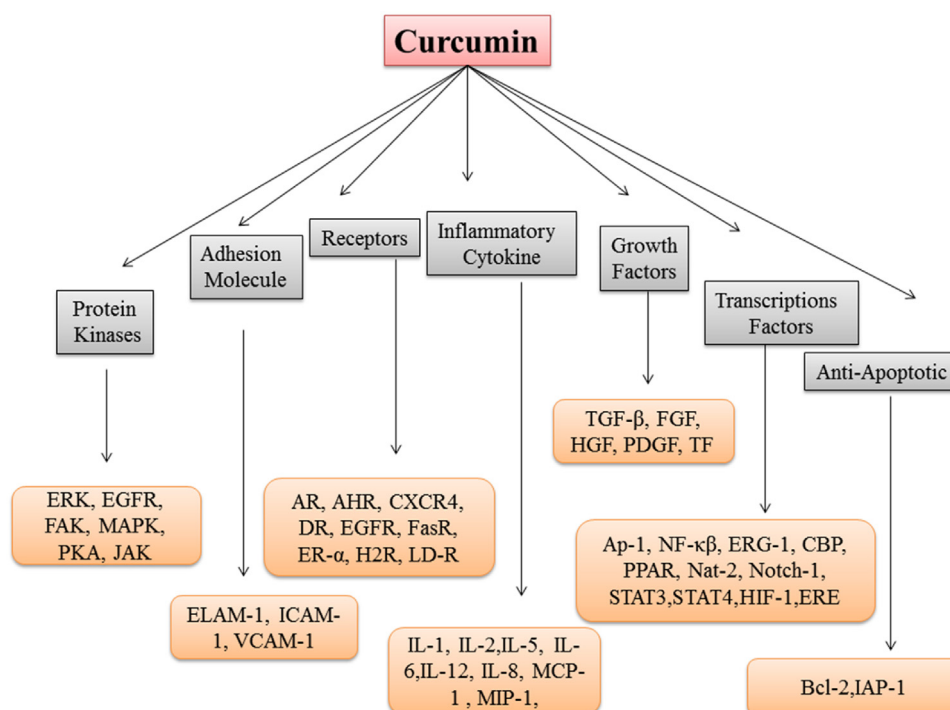 Curcumin
Protein
Kinases
Adhesion
Molecule
Receptors
Inflammatory
Cytokine
Growth
Factors
Transcriptions
Factors
Anti-Apoptotic
ERK, EGFR,
FAK, MAPK,
PKA, JAK
ELAM-1, ICAM-
1, VCAM-1
AR, AHR, CXCR4,
DR, EGFR, FasR,
ER-α, H2R, LD-R
IL-1, IL-2,IL-5, IL-
6,IL-12, IL-8, MCP-
1 , MIP-1,
TGF-β, FGF,
HGF, PDGF, TF
Ap-1, NF-κβ, ERG-1, CBP,
PPAR, Nat-2, Notch-1,
STAT3,STAT4,HIF-1,ERE
Bcl-2,IAP-1